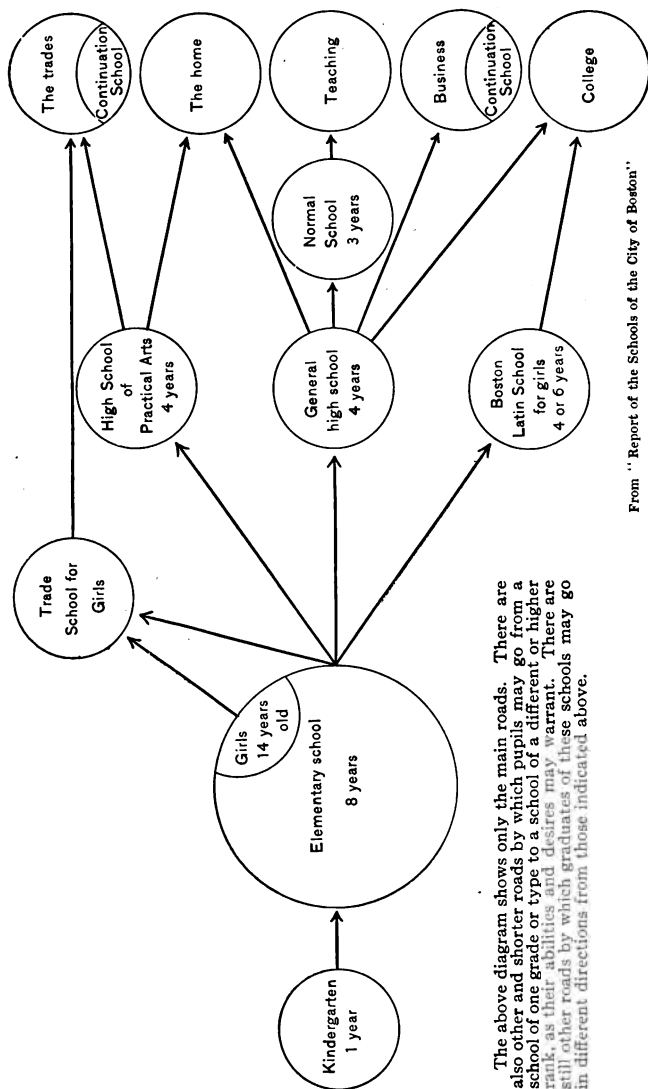 Kindergarten
1 year
Elementary school
8 years
Girls
14 years
old
Trade
School for
Girls
High School
of
Practical Arts
4 years
General
high school
4 years
Boston
Latin School
for girls
4 or 6 years
Normal
School
3 years
The trades
Continuation
School
The home
Teaching
Business
Continuation
School
College
The above diagram shows only the main roads. There are
also other and shorter roads by which pupils may go from a
school of one grade or type to a school of a different or higher
rank, as their abilities and desires may warrant. There are
still other roads by which graduates of these schools may go
in different directions from those indicated above.
From "Report of the Schools of the City of Boston"